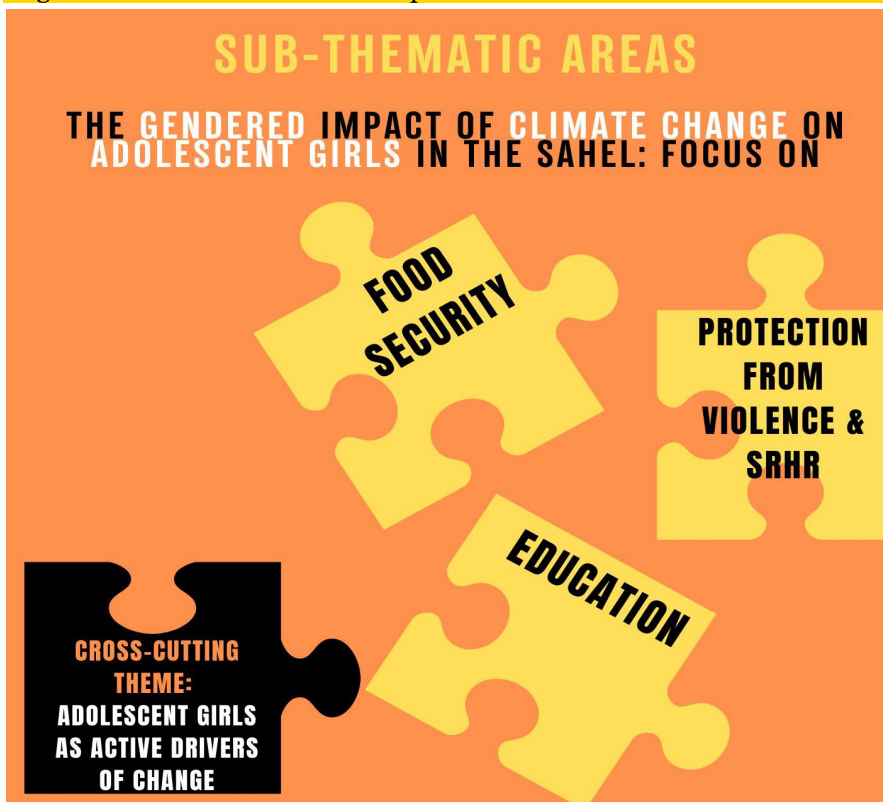 SUB-THEMATIC AREAS
THE GENDERED IMPACT OF CLIMATE CHANGE ON
ADOLESCENT GIRLS IN THE SAHEL: FOCUS ON
FOOD
SECURITY
PROTECTION
FROM
VIOLENCE &
SRHR
EDUCATION
CROSS-CUTTING
THEME:
ADOLESCENT GIRLS
AS ACTIVE DRIVERS
OF CHANGE